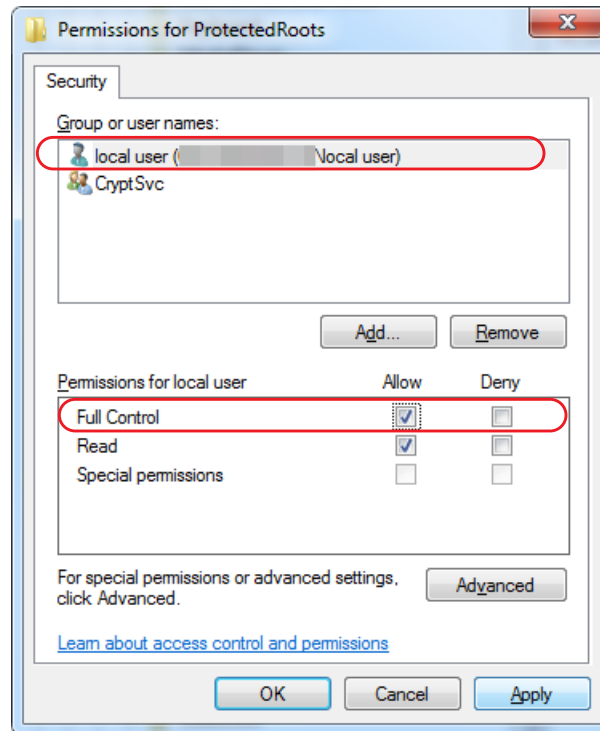 Permissions for ProtectedRoots
Security
Group or user names:
local user (\local user)
CryptSvc
Add... Remove
Permissions for local user Allow Deny
Full Control
Read
Special permissions
For special permissions or advanced settings, Advanced
click Advanced.
Learn about access control and permissions
OK Cancel Apply